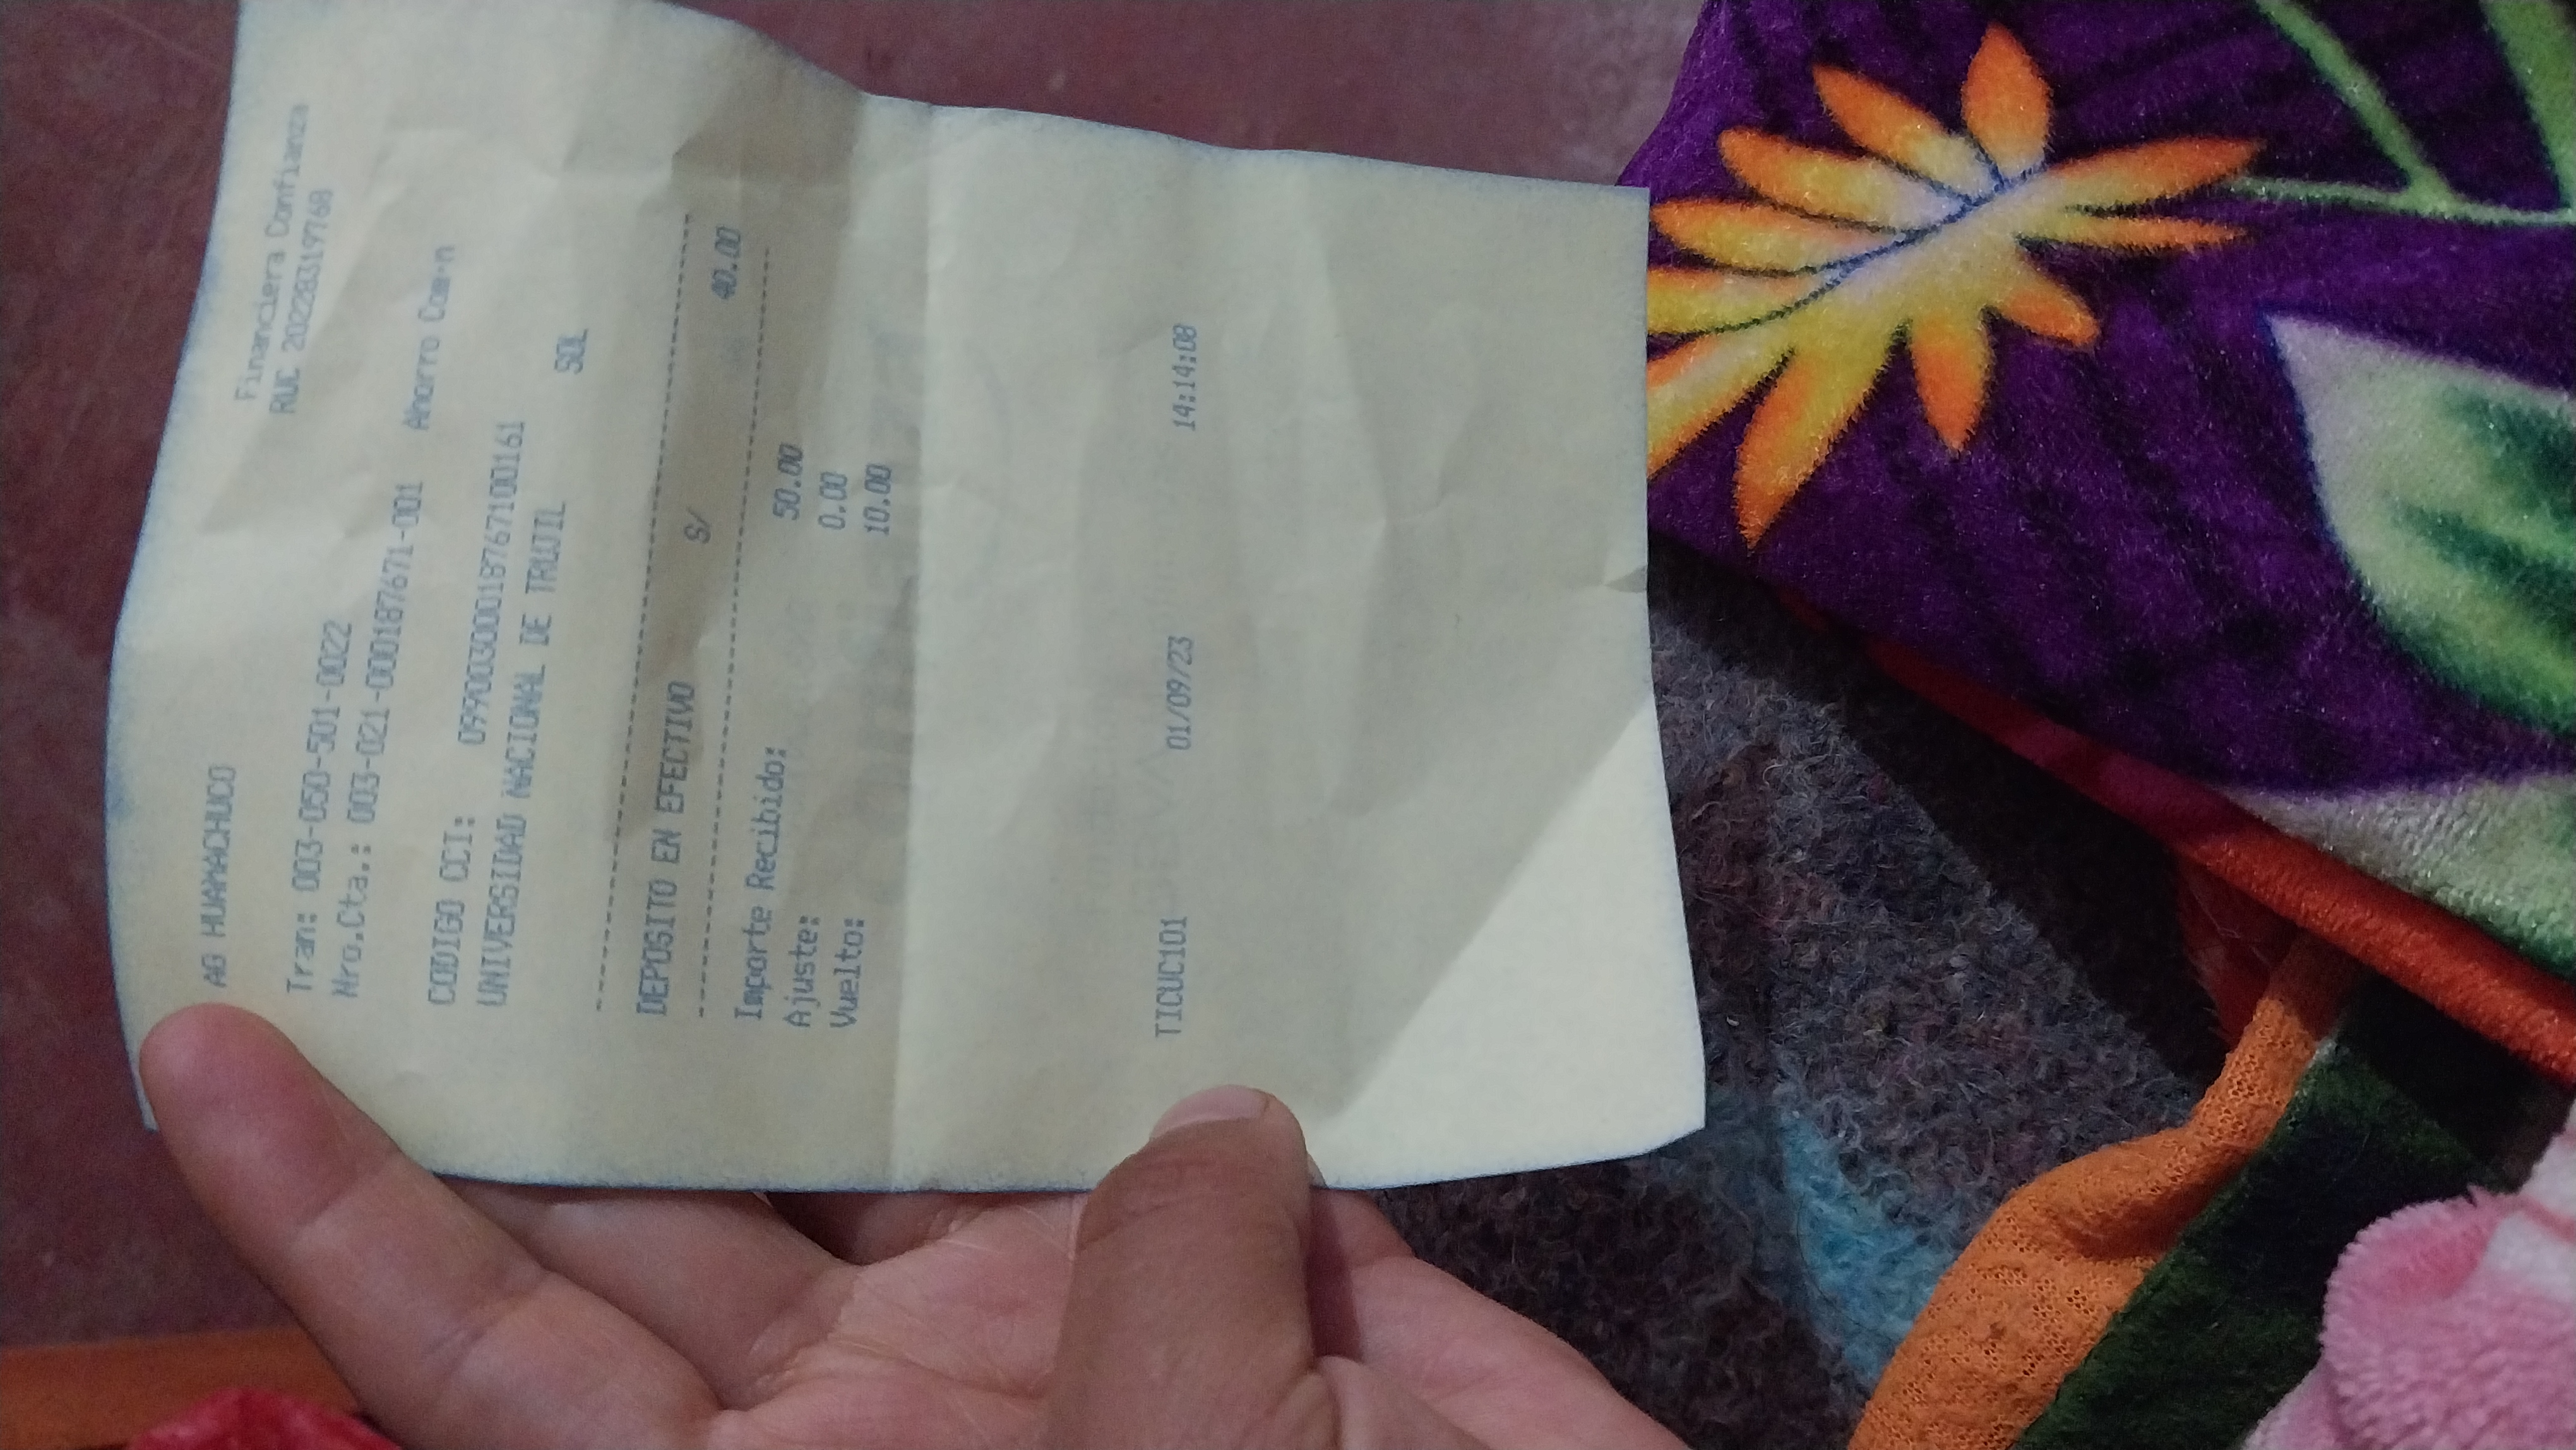 Financiera Confianza
AG HUAMACHUCO RUC 20228319768
Tran: 003-050-501-0022
Nro.Cta.: 003-021-000187671-001 Ahorro Com·n
CODIGO CCI: 09900300018767100161
UNIVERSIDAD NACIONAL DE TRUJIL
SOL
DEPOSITO EN EFECTIVO S/ 40.00
Importe Recibido: 50.00
Ajuste: 0.00
Vuelto: 10.00
TICUC101 01/09/23 14:14:08